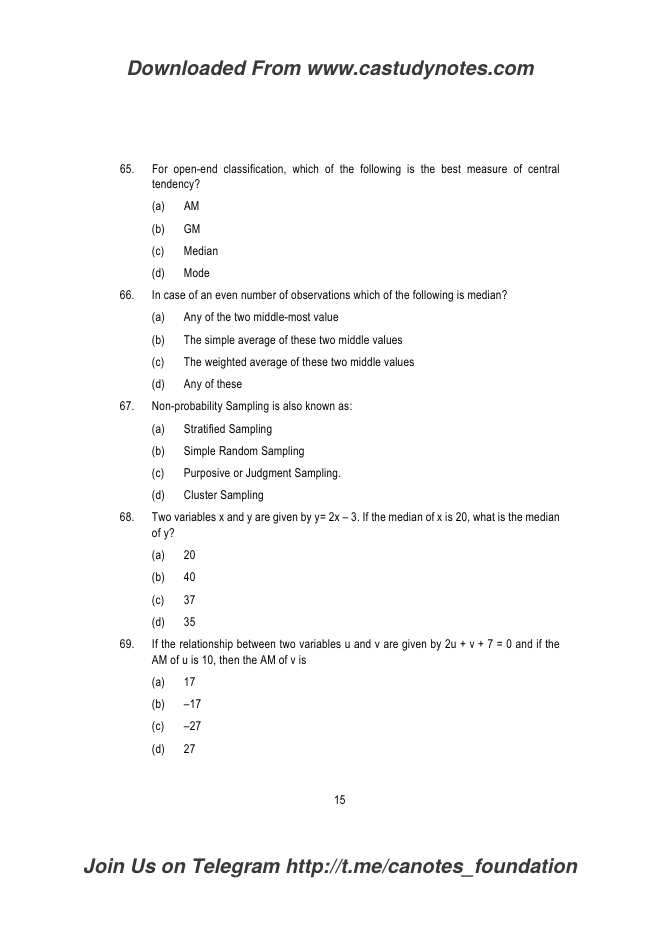 Downloaded From www.castudynotes.com
65. For open-end classification, which of the following is the best measure of central
tendency?
(a) AM
(b) GM
(c) Median
(d) Mode
66. In case of an even number of observations which of the following is median?
(a) Any of the two middle-most value
(b) The simple average of these two middle values
(c) The weighted average of these two middle values
(d) Any of these
67. Non-probability Sampling is also known as:
(a) Stratified Sampling
(b) Simple Random Sampling
(c) Purposive or Judgment Sampling.
(d) Cluster Sampling
68. Two variables x and y are given by y= 2x – 3. If the median of x is 20, what is the median
of y?
(a) 20
(b) 40
(c) 37
(d) 35
69. If the relationship between two variables u and v are given by 2u + v + 7 = 0 and if the
AM of u is 10, then the AM of v is
(a) 17
(b) –17
(c) –27
(d) 27
15
Join Us on Telegram http://t.me/canotes_foundation